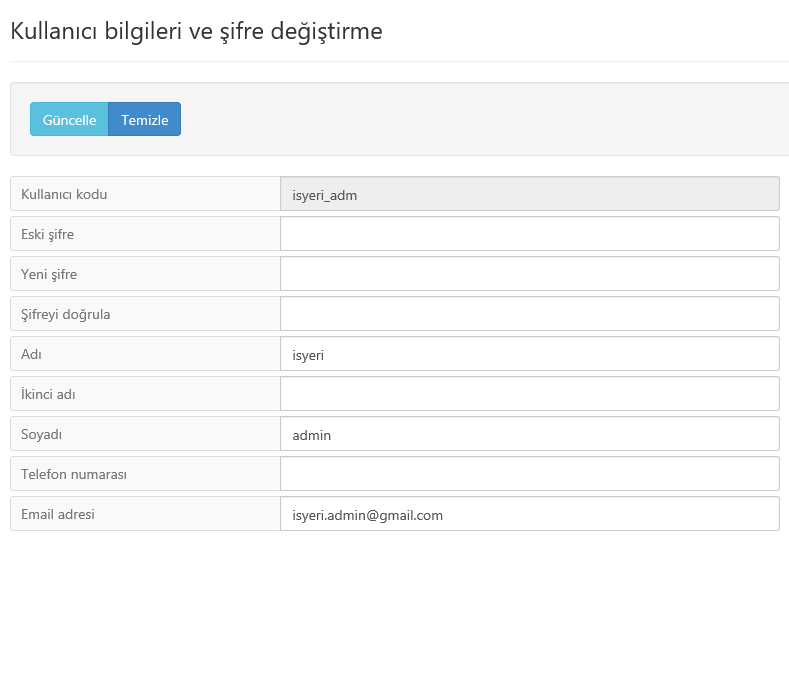 Kullanıcı bilgileri ve şifre değiştirme
Güncelle Temizle
Kullanıcı kodu isyeri_adm
Eski şifre
Yeni şifre
Şifreyi doğrula
Adı isyeri
İkinci adı
Soyadı admin
Telefon numarası
Email adresi isyeri.admin@gmail.com